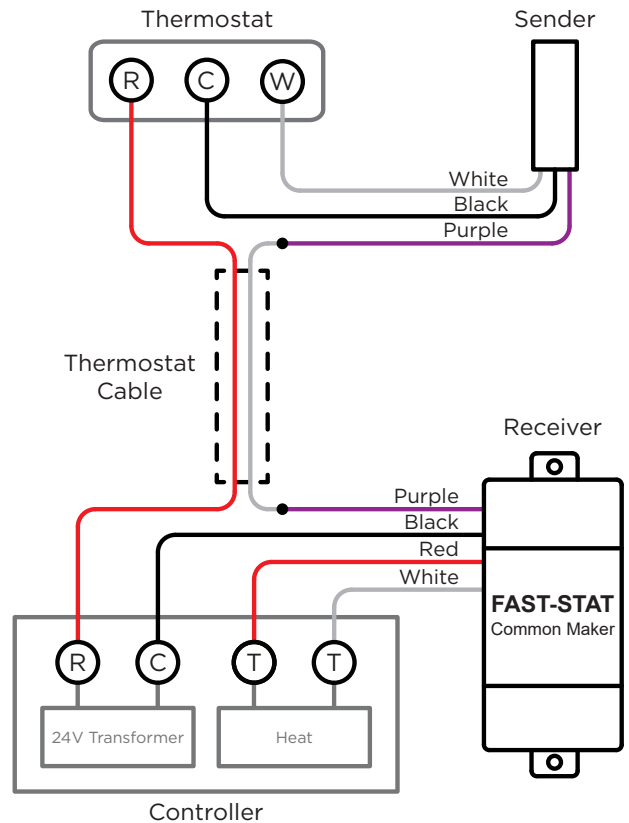 Thermostat
Sender
R
C
W
White
Black
Purple
Thermostat
Cable
Receiver
Purple
Black
Red
White
FAST-STAT
Common Maker
R
C
T
T
24V Transformer
Heat
Controller